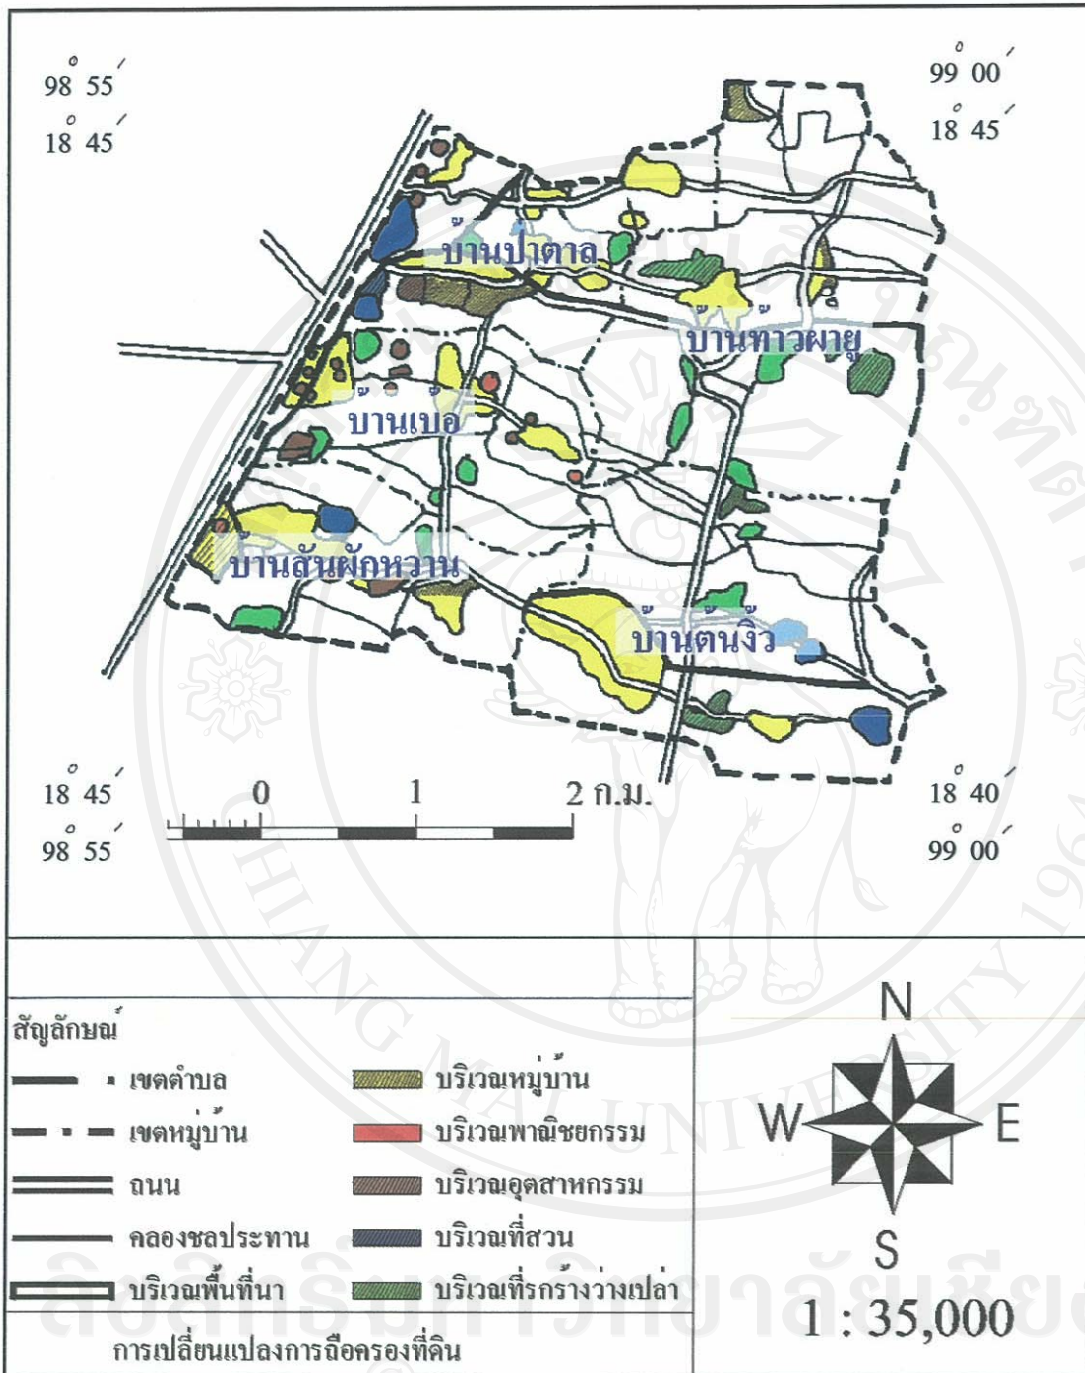 98° 55′
18° 45′
99° 00′
18° 45′
บ้านป่าตาล
บ้านท้าวผายู
บ้านเบ้อ
บ้านสันผักหวาน
บ้านต้นงิ้ว
18° 45′
98° 55′
0 1 2 ก.ม.
18° 40′
99° 00′
สัญลักษณ์
เขตตำบล
เขตหมู่บ้าน
ถนน
คลองชลประทาน
บริเวณพื้นที่นา
บริเวณหมู่บ้าน
บริเวณพาณิชยกรรม
บริเวณอุตสาหกรรม
บริเวณที่สวน
บริเวณที่รกร้างว่างเปล่า
การเปลี่ยนแปลงการถือครองที่ดิน
N
W E
S
1 : 35,000
CHIANG MAI UNIVERSITY 1964